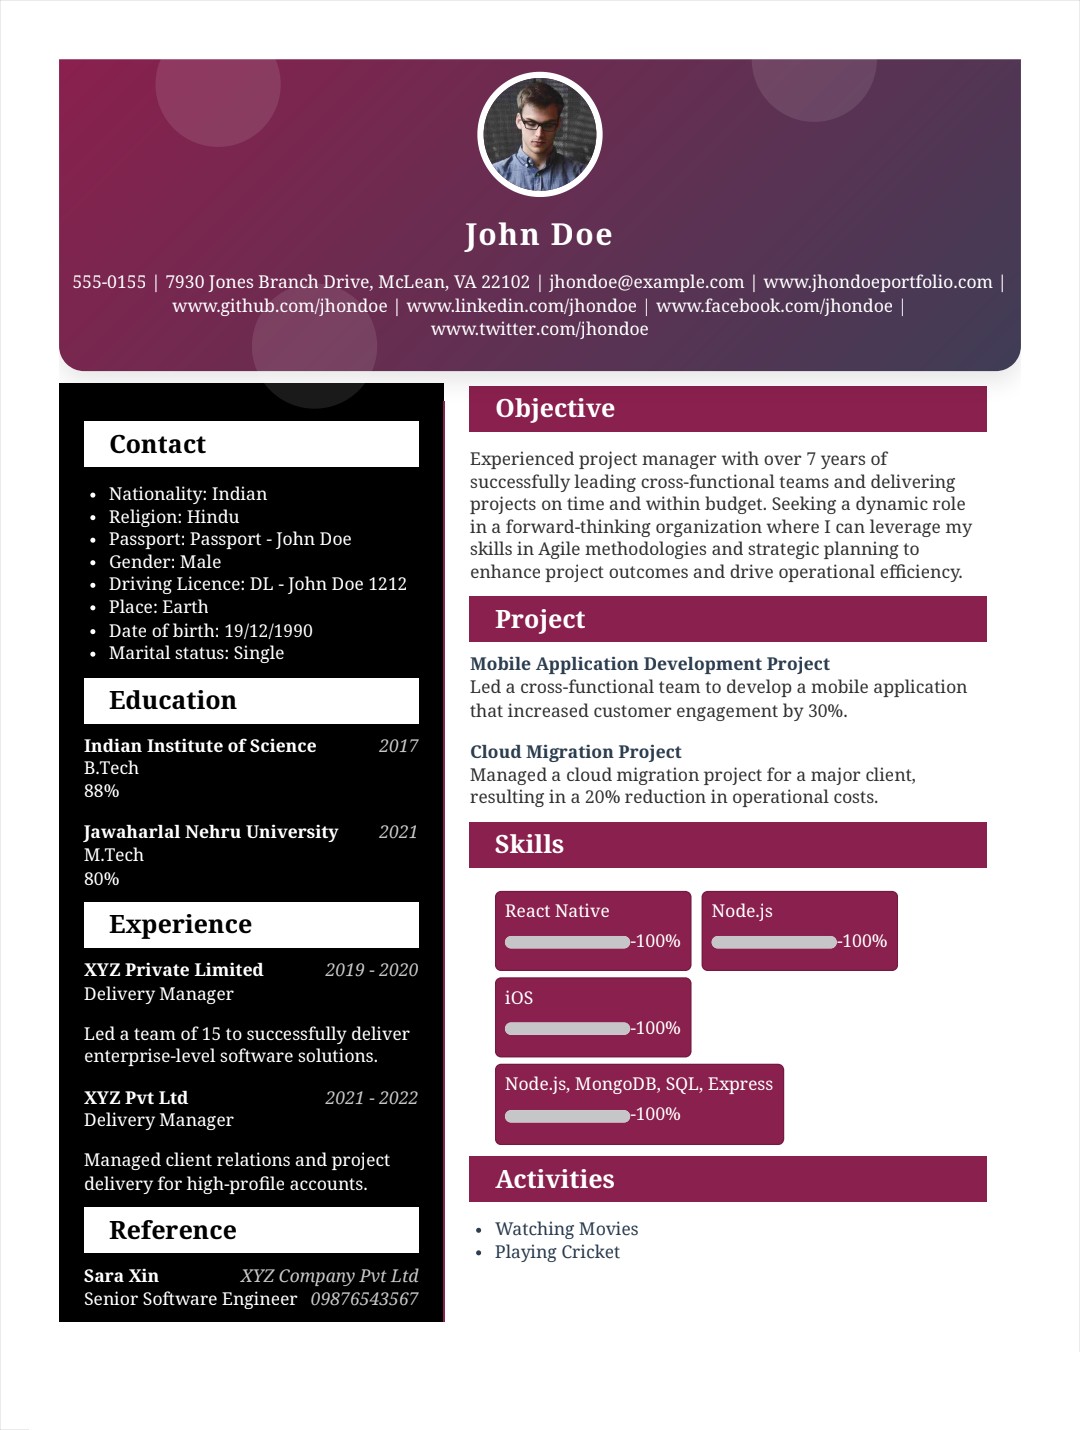 John Doe
555-0155 | 7930 Jones Branch Drive, McLean, VA 22102 | jhondoe@example.com | www.jhondoeportfolio.com |
www.github.com/jhondoe | www.linkedin.com/jhondoe | www.facebook.com/jhondoe |
www.twitter.com/jhondoe
Contact
• Nationality: Indian
• Religion: Hindu
• Passport: Passport - John Doe
• Gender: Male
• Driving Licence: DL - John Doe 1212
• Place: Earth
• Date of birth: 19/12/1990
• Marital status: Single
Education
Indian Institute of Science 2017
B.Tech
88%
Jawaharlal Nehru University 2021
M.Tech
80%
Experience
XYZ Private Limited 2019 - 2020
Delivery Manager
Led a team of 15 to successfully deliver
enterprise-level software solutions.
XYZ Pvt Ltd 2021 - 2022
Delivery Manager
Managed client relations and project
delivery for high-profile accounts.
Reference
Sara Xin XYZ Company Pvt Ltd
Senior Software Engineer 09876543567
Objective
Experienced project manager with over 7 years of
successfully leading cross-functional teams and delivering
projects on time and within budget. Seeking a dynamic role
in a forward-thinking organization where I can leverage my
skills in Agile methodologies and strategic planning to
enhance project outcomes and drive operational efficiency.
Project
Mobile Application Development Project
Led a cross-functional team to develop a mobile application
that increased customer engagement by 30%.
Cloud Migration Project
Managed a cloud migration project for a major client,
resulting in a 20% reduction in operational costs.
Skills
React Native
-100%
Node.js
-100%
iOS
-100%
Node.js, MongoDB, SQL, Express
-100%
Activities
• Watching Movies
• Playing Cricket